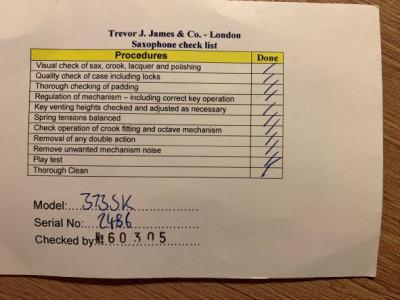 Trevor J. James & Co. - London
Saxophone check list
Procedures Done
Visual check of sax, crook, lacquer and polishing
Quality check of case including locks
Thorough checking of padding
Regulation of mechanism – including correct key operation
Key venting heights checked and adjusted as necessary
Spring tensions balanced
Check operation of crook fitting and octave mechanism
Removal of any double action
Remove unwanted mechanism noise
Play test
Thorough Clean
Model:....373SK....
Serial No:....2486....
Checked by:№ 60305